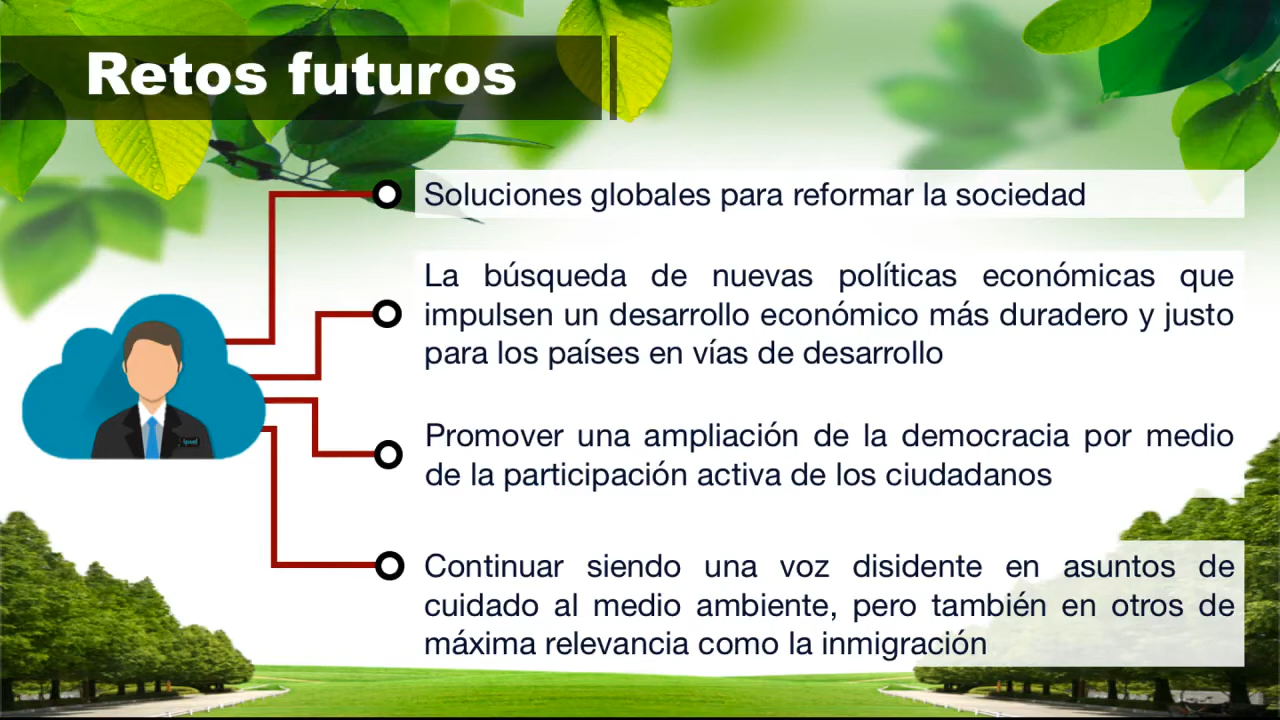 Retos futuros
Soluciones globales para reformar la sociedad
La búsqueda de nuevas políticas económicas que
impulsen un desarrollo económico más duradero y justo
para los países en vías de desarrollo
Promover una ampliación de la democracia por medio
de la participación activa de los ciudadanos
Continuar siendo una voz disidente en asuntos de
cuidado al medio ambiente, pero también en otros de
máxima relevancia como la inmigración